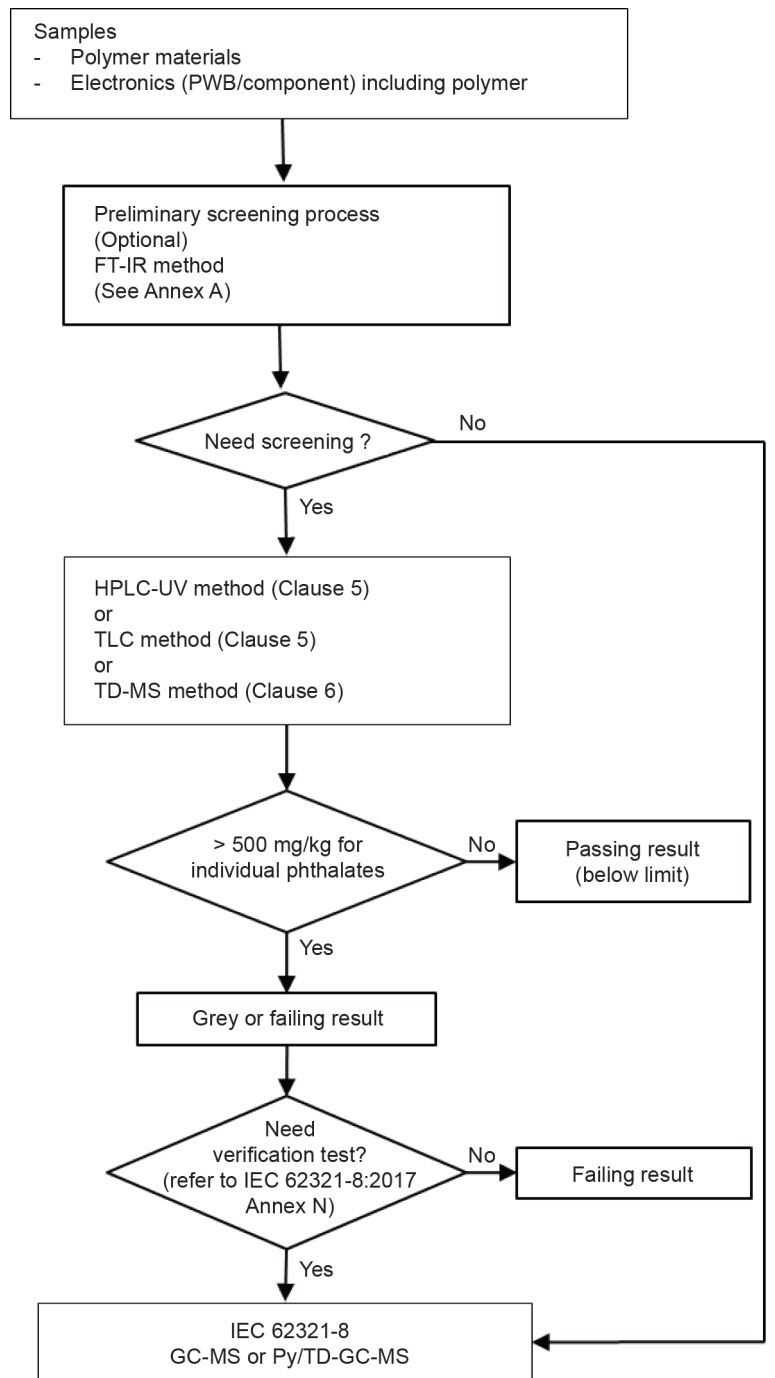 Samples
- Polymer materials
- Electronics (PWB/component) including polymer
Preliminary screening process
(Optional)
FT-IR method
(See Annex A)
Need screening ?
No
Yes
HPLC-UV method (Clause 5)
or
TLC method (Clause 5)
or
TD-MS method (Clause 6)
> 500 mg/kg for
individual phthalates
No
Passing result
(below limit)
Yes
Grey or failing result
Need
verification test?
(refer to IEC 62321-8:2017
Annex N)
No
Failing result
Yes
IEC 62321-8
GC-MS or Py/TD-GC-MS